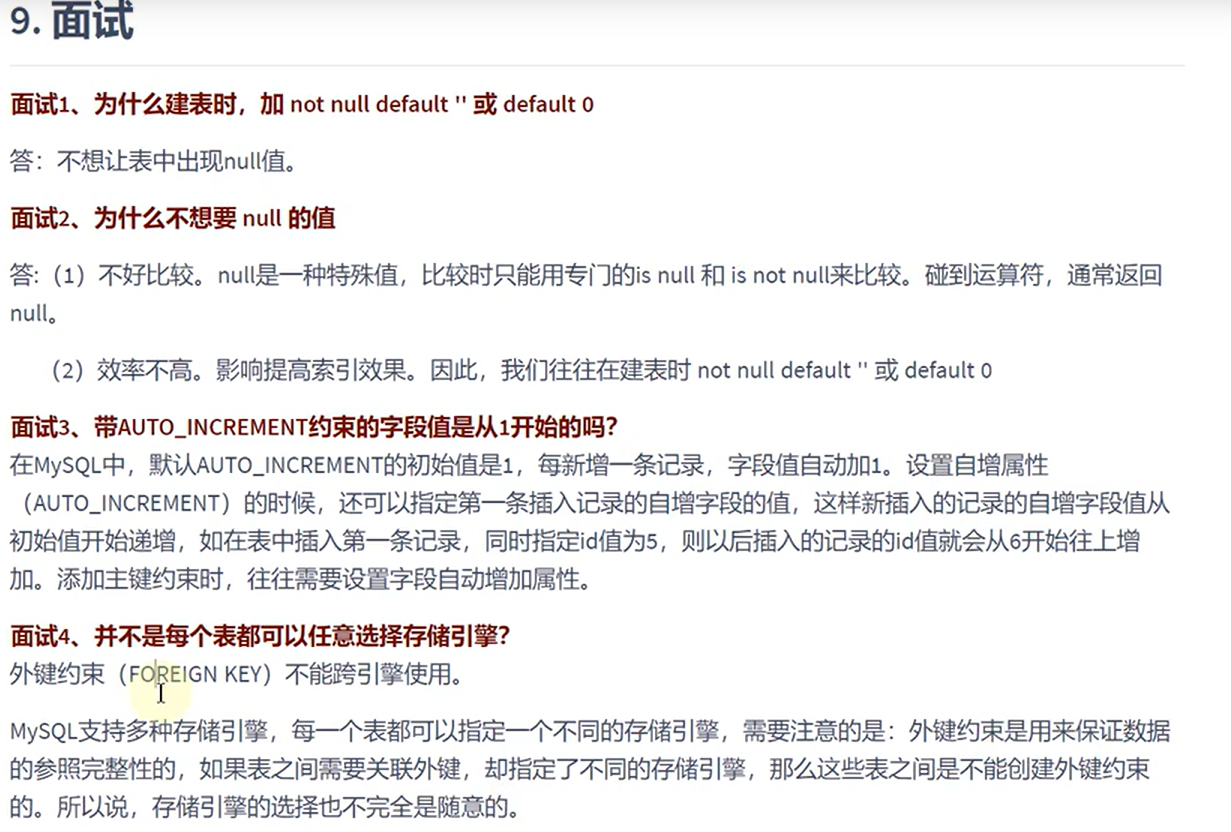 9. 面试
面试1、为什么建表时，加 not null default '' 或 default 0
答：不想让表中出现null值。
面试2、为什么不想要 null 的值
答:（1）不好比较。null是一种特殊值，比较时只能用专门的is null 和 is not null来比较。碰到运算符，通常返回
null。
（2）效率不高。影响提高索引效果。因此，我们往往在建表时 not null default '' 或 default 0
面试3、带AUTO_INCREMENT约束的字段值是从1开始的吗？
在MySQL中，默认AUTO_INCREMENT的初始值是1，每新增一条记录，字段值自动加1。设置自增属性
（AUTO_INCREMENT）的时候，还可以指定第一条插入记录的自增字段的值，这样新插入的记录的自增字段值从
初始值开始递增，如在表中插入第一条记录，同时指定id值为5，则以后插入的记录的id值就会从6开始往上增
加。添加主键约束时，往往需要设置字段自动增加属性。
面试4、并不是每个表都可以任意选择存储引擎？
外键约束（FOREIGN KEY）不能跨引擎使用。
MySQL支持多种存储引擎，每一个表都可以指定一个不同的存储引擎，需要注意的是：外键约束是用来保证数据
的参照完整性的，如果表之间需要关联外键，却指定了不同的存储引擎，那么这些表之间是不能创建外键约束
的。所以说，存储引擎的选择也不完全是随意的。